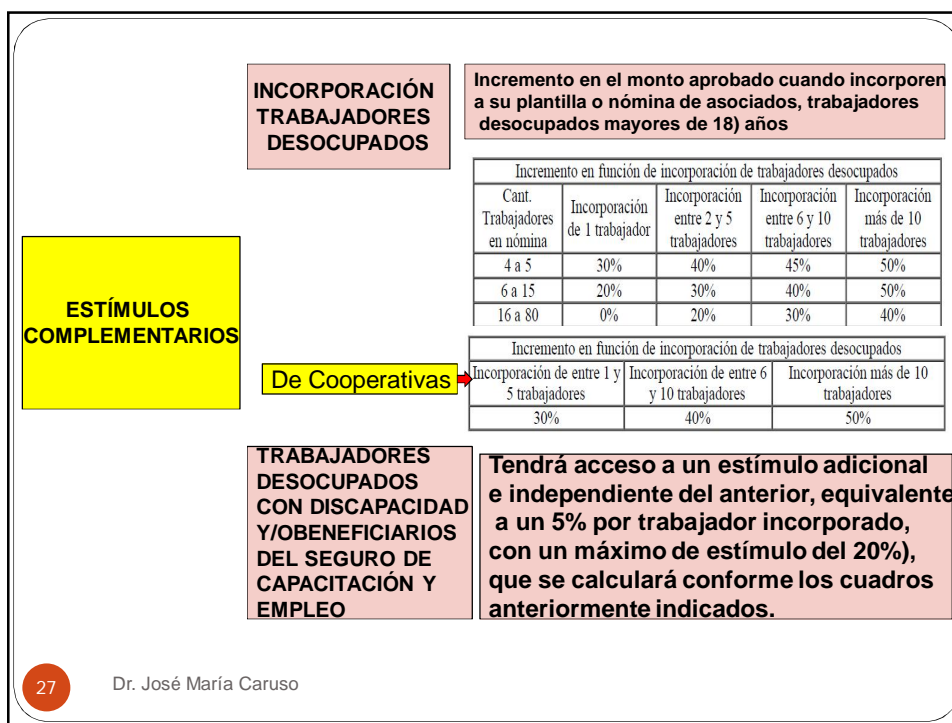 INCORPORACIÓN
TRABAJADORES
DESOCUPADOS
Incremento en el monto aprobado cuando incorporen
a su plantilla o nómina de asociados, trabajadores
desocupados mayores de 18) años
Incremento en función de incorporación de trabajadores desocupados
Cant. Trabajadores en nómina | Incorporación de 1 trabajador | Incorporación entre 2 y 5 trabajadores | Incorporación entre 6 y 10 trabajadores | Incorporación más de 10 trabajadores
4 a 5 | 30% | 40% | 45% | 50%
6 a 15 | 20% | 30% | 40% | 50%
16 a 80 | 0% | 20% | 30% | 40%
ESTÍMULOS
COMPLEMENTARIOS
De Cooperativas
Incremento en función de incorporación de trabajadores desocupados
Incorporación de entre 1 y 5 trabajadores | Incorporación de entre 6 y 10 trabajadores | Incorporación más de 10 trabajadores
30% | 40% | 50%
TRABAJADORES
DESOCUPADOS
CON DISCAPACIDAD
Y/OBENEFICIARIOS
DEL SEGURO DE
CAPACITACIÓN Y
EMPLEO
Tendrá acceso a un estímulo adicional
e independiente del anterior, equivalente
a un 5% por trabajador incorporado,
con un máximo de estímulo del 20%),
que se calculará conforme los cuadros
anteriormente indicados.
27
Dr. José María Caruso